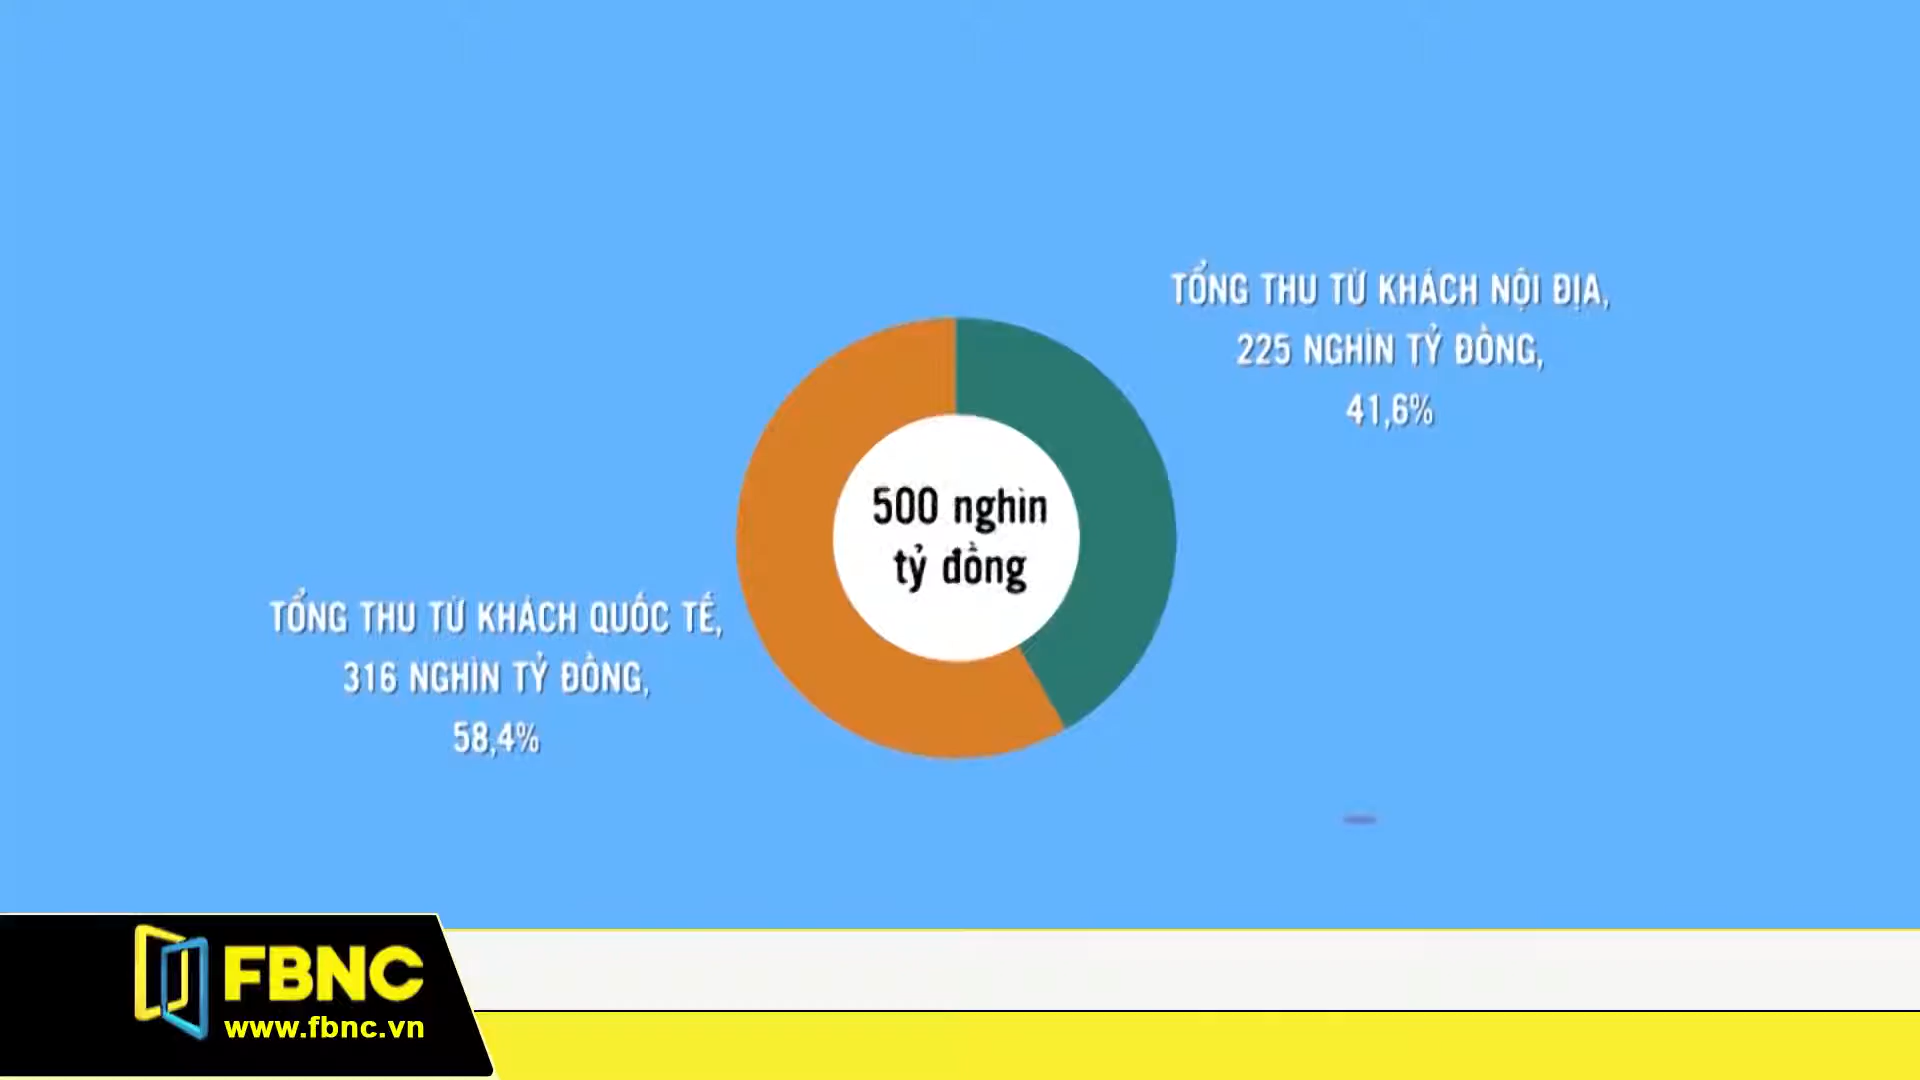 TỔNG THU TỪ KHÁCH NỘI ĐỊA,
225 NGHÌN TỶ ĐỒNG,
41,6%
500 nghìn
tỷ đồng
TỔNG THU TỪ KHÁCH QUỐC TẾ,
316 NGHÌN TỶ ĐỒNG,
58,4%
FBNC
www.fbnc.vn